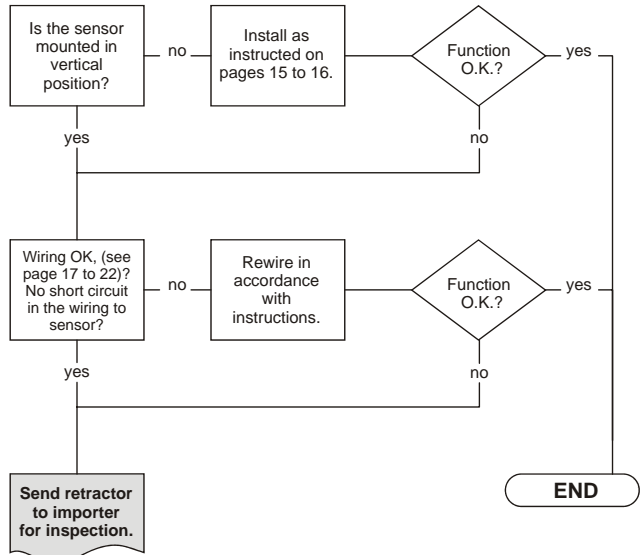 Is the sensor
mounted in
vertical
position?
no
Install as
instructed on
pages 15 to 16.
Function
O.K.?
yes
yes
no
Wiring OK, (see
page 17 to 22)?
No short circuit
in the wiring to
sensor?
no
Rewire in
accordance
with
instructions.
Function
O.K.?
yes
yes
no
Send retractor
to importer
for inspection.
END